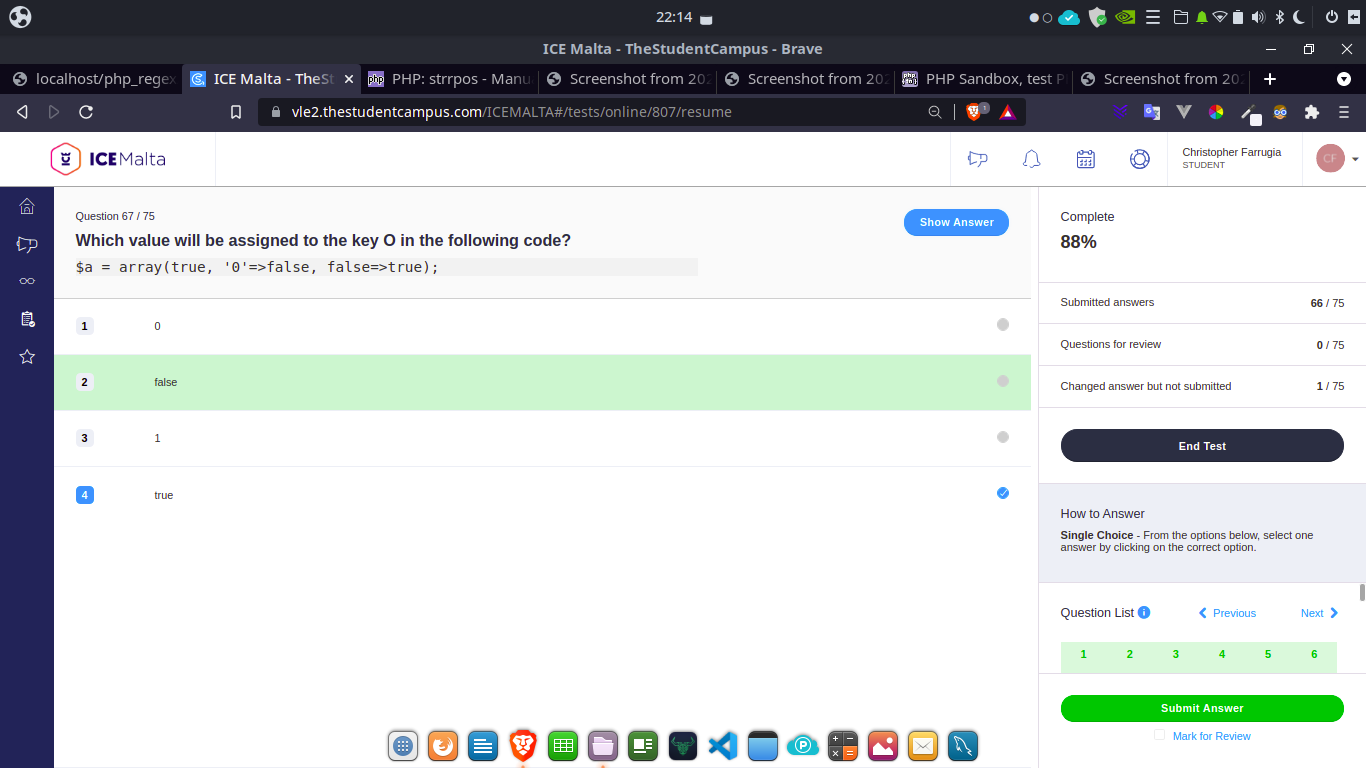 22:14
ICE Malta - TheStudentCampus - Brave
localhost/php_regex
ICE Malta - TheSt
PHP: strrpos - Manu
Screenshot from 202
Screenshot from 202
PHP Sandbox, test P
Screenshot from 202
vle2.thestudentcampus.com/ICEMALTA#/tests/online/807/resume
1
ICE Malta
Christopher Farrugia
STUDENT
CF
Question 67 / 75
Show Answer
Which value will be assigned to the key O in the following code?
$a = array(true, '0'=>false, false=>true);
1 0
2 false
3 1
4 true
Complete
88%
Submitted answers 66 / 75
Questions for review 0 / 75
Changed answer but not submitted 1 / 75
End Test
How to Answer
Single Choice - From the options below, select one
answer by clicking on the correct option.
Question List Previous Next
1 2 3 4 5 6
Submit Answer
Mark for Review